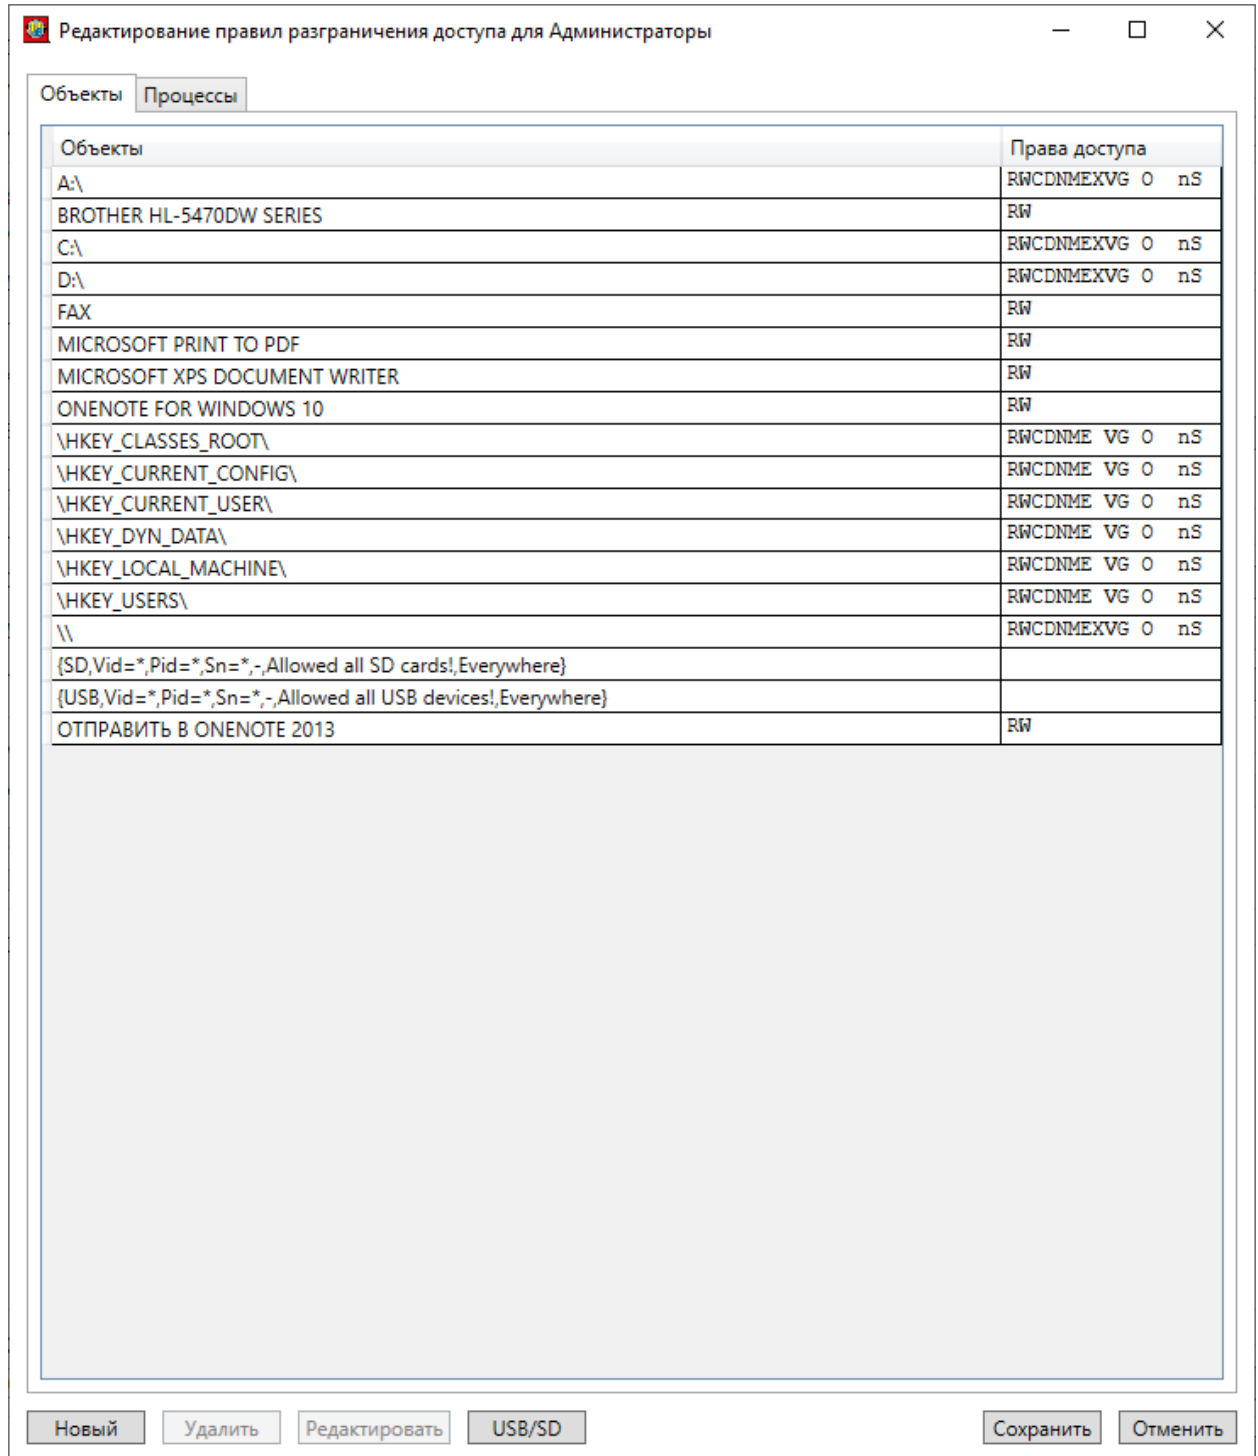 Редактирование правил разграничения доступа для Администраторы
Объекты Процессы
Объекты Права доступа
A:\ RWCDNMEXVG O  nS
BROTHER HL-5470DW SERIES RW
C:\ RWCDNMEXVG O  nS
D:\ RWCDNMEXVG O  nS
FAX RW
MICROSOFT PRINT TO PDF RW
MICROSOFT XPS DOCUMENT WRITER RW
ONENOTE FOR WINDOWS 10 RW
\HKEY_CLASSES_ROOT\ RWCDNME VG O  nS
\HKEY_CURRENT_CONFIG\ RWCDNME VG O  nS
\HKEY_CURRENT_USER\ RWCDNME VG O  nS
\HKEY_DYN_DATA\ RWCDNME VG O  nS
\HKEY_LOCAL_MACHINE\ RWCDNME VG O  nS
\HKEY_USERS\ RWCDNME VG O  nS
\\ RWCDNMEXVG O  nS
{SD,Vid=*,Pid=*,Sn=*,-,Allowed all SD cards!,Everywhere}
{USB,Vid=*,Pid=*,Sn=*,-,Allowed all USB devices!,Everywhere}
ОТПРАВИТЬ В ONENOTE 2013 RW
Новый Удалить Редактировать USB/SD Сохранить Отменить